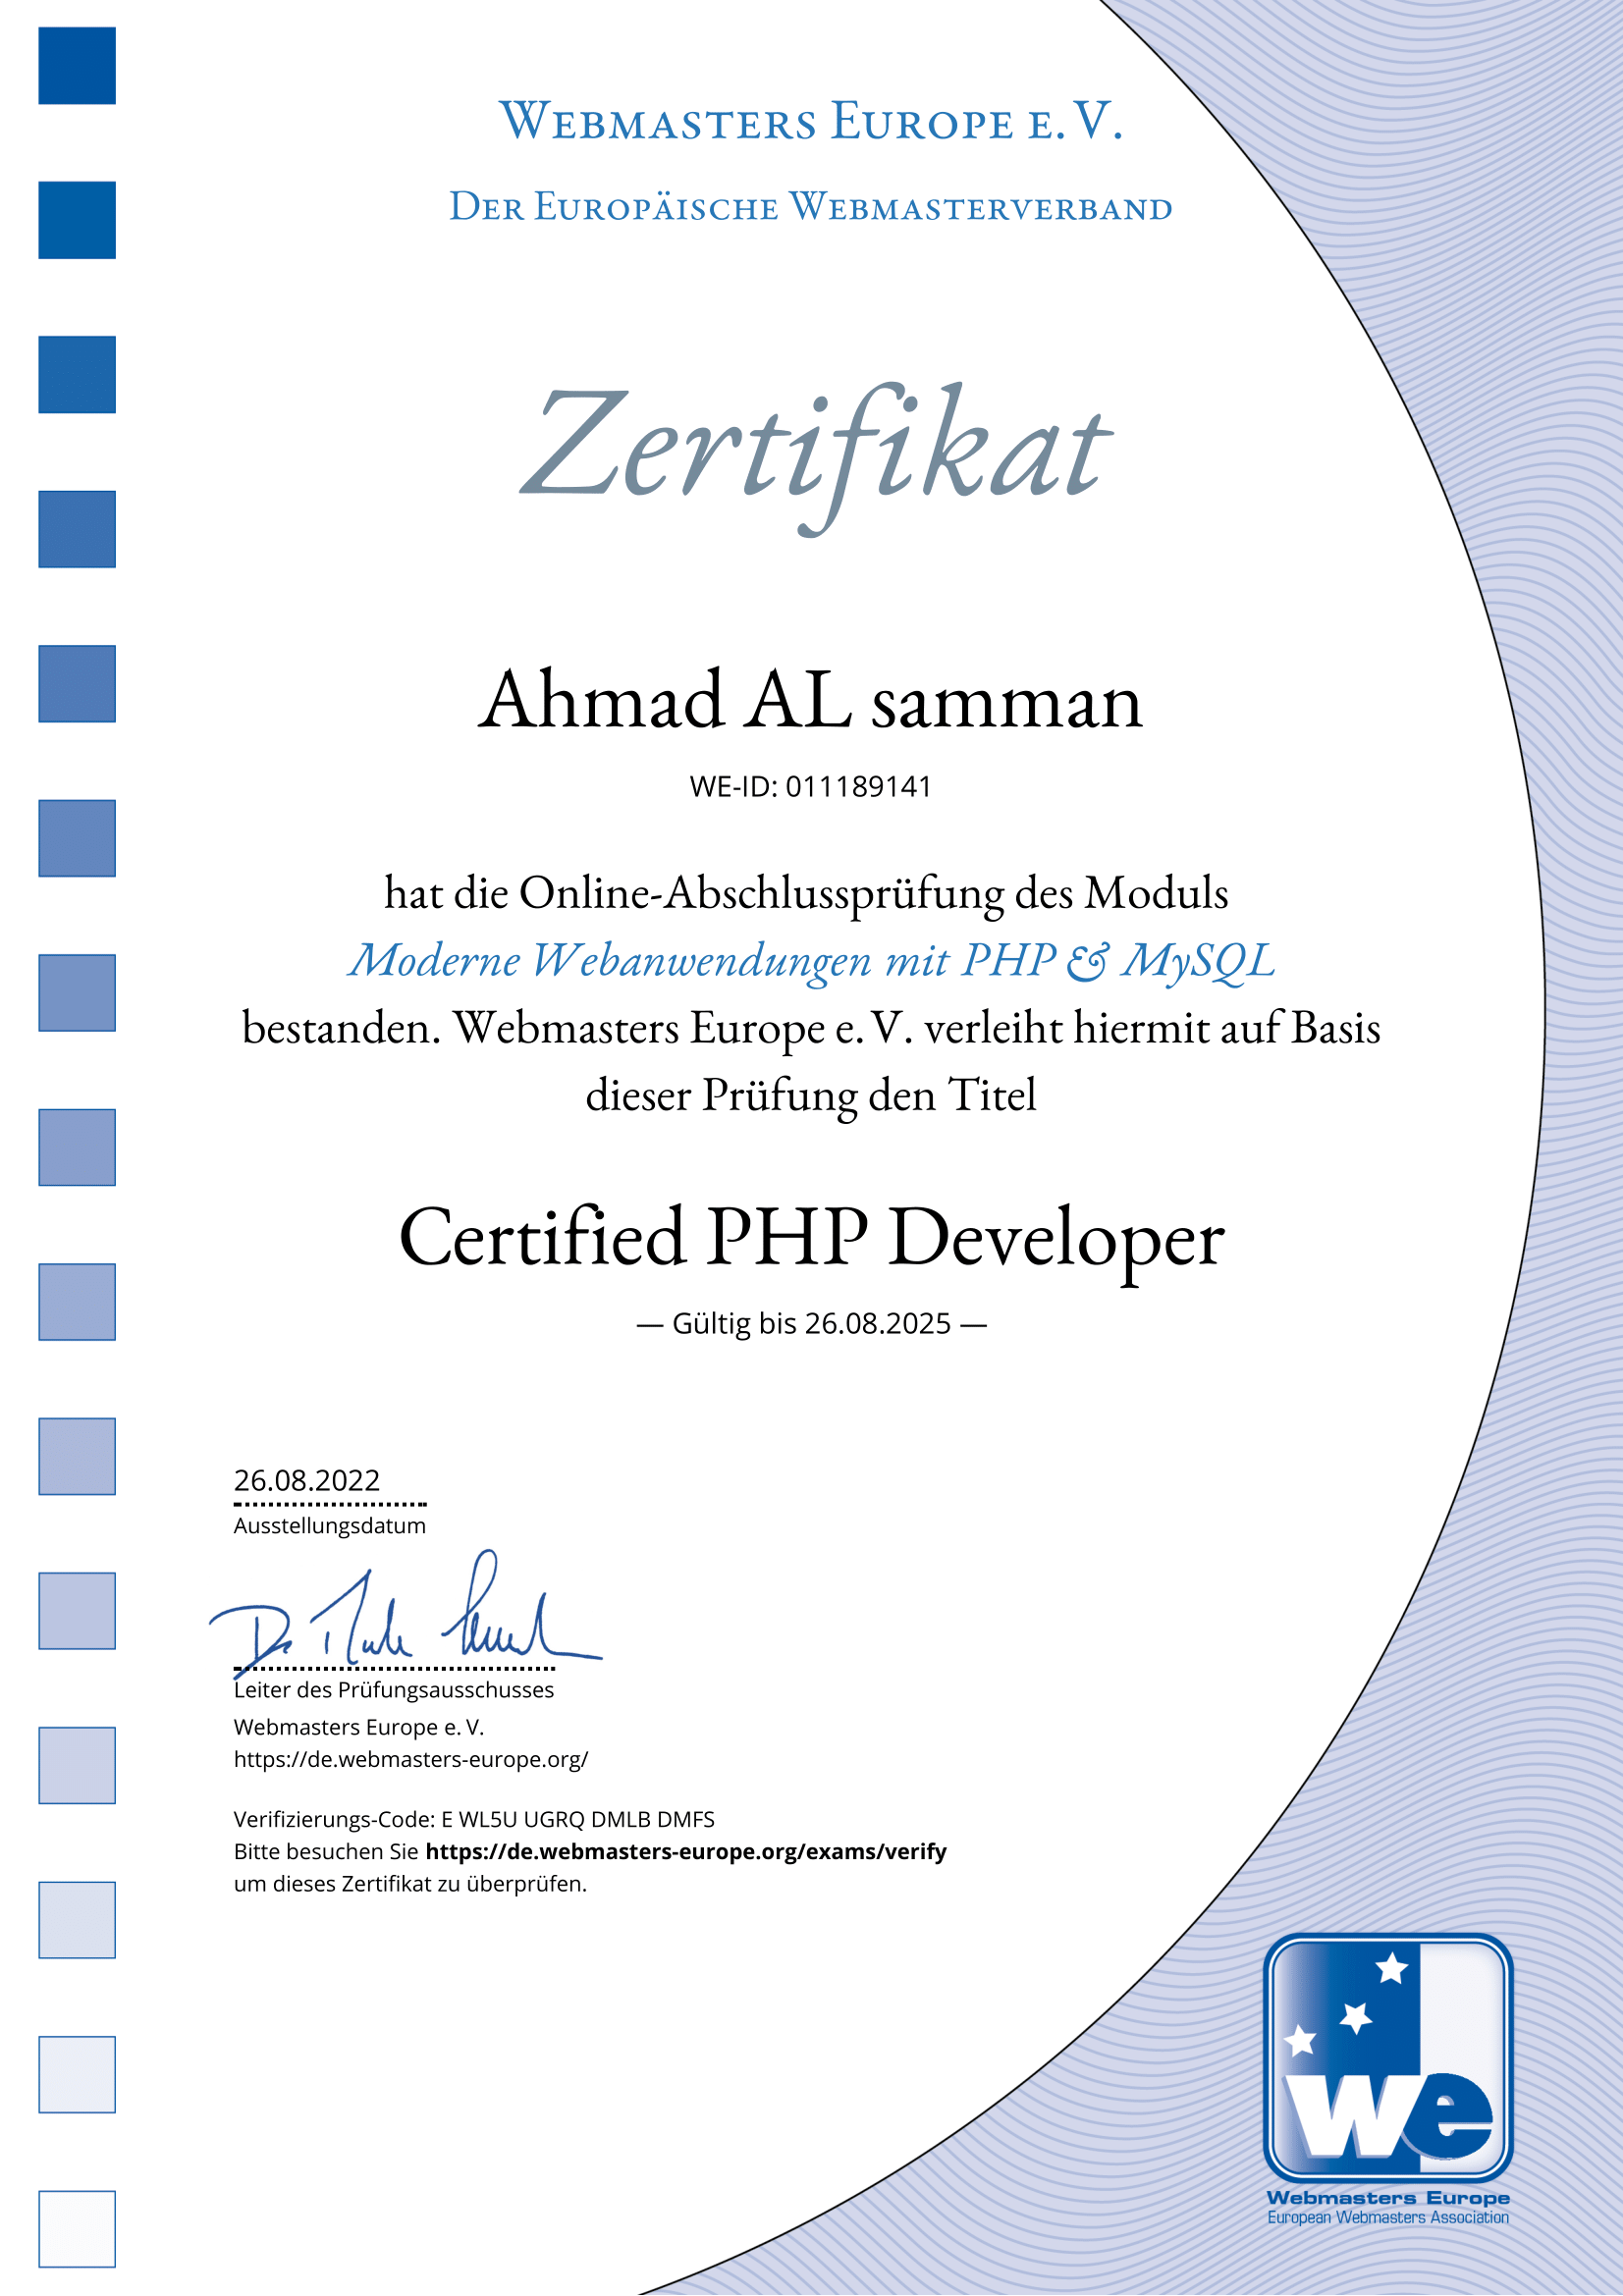 Webmasters Europe e. V.
Der Europäische Webmasterverband
Zertifikat
Ahmad AL samman
WE-ID: 011189141
hat die Online-Abschlussprüfung des Moduls
Moderne Webanwendungen mit PHP & MySQL
bestanden. Webmasters Europe e. V. verleiht hiermit auf Basis
dieser Prüfung den Titel
Certified PHP Developer
— Gültig bis 26.08.2025 —
26.08.2022
Ausstellungsdatum
Leiter des Prüfungsausschusses
Webmasters Europe e. V.
https://de.webmasters-europe.org/
Verifizierungs-Code: E WL5U UGRQ DMLB DMFS
Bitte besuchen Sie https://de.webmasters-europe.org/exams/verify
um dieses Zertifikat zu überprüfen.
we
Webmasters Europe
European Webmasters Association